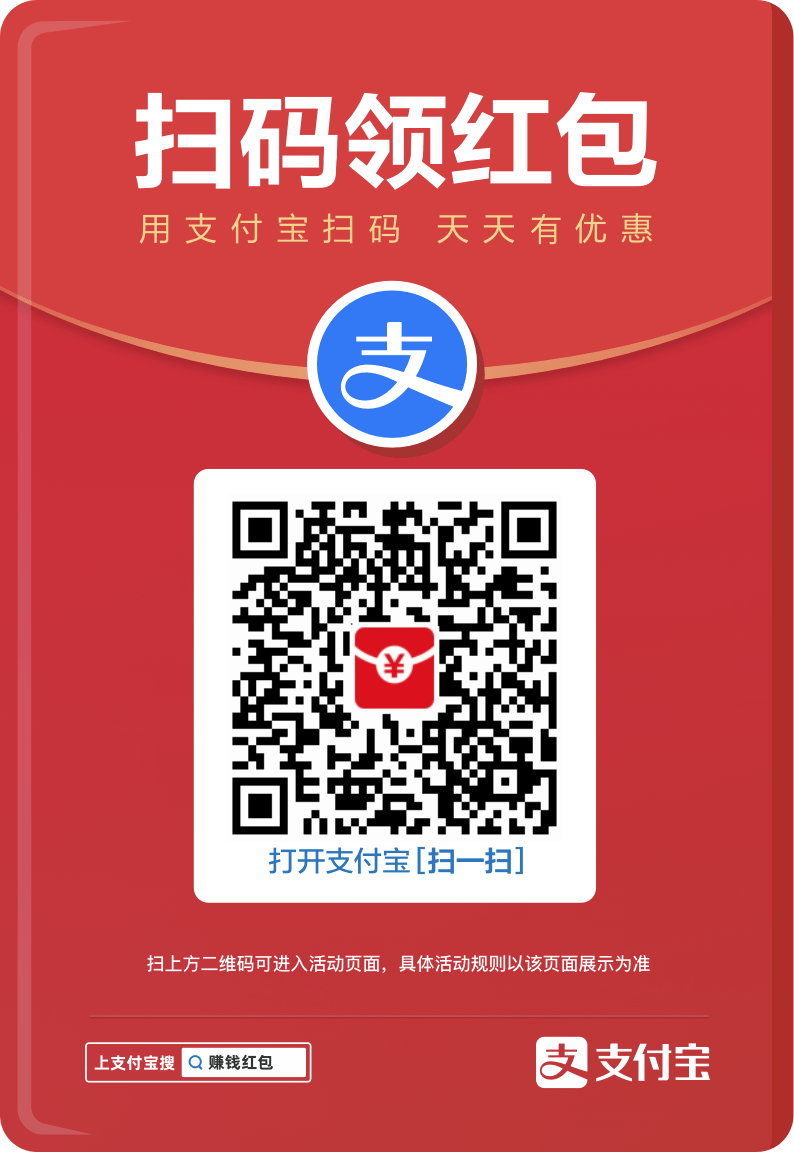 扫码领红包
用支付宝扫码 天天有优惠
支
¥
打开支付宝[扫一扫]
扫上方二维码可进入活动页面，具体活动规则以该页面展示为准
上支付宝搜 赚钱红包
支 支付宝